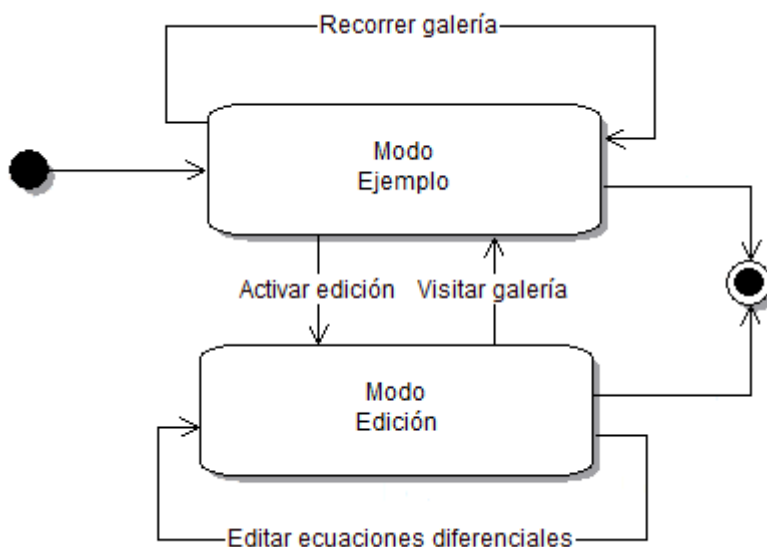 Recorrer galería
Modo
Ejemplo
Activar edición
Visitar galería
Modo
Edición
Editar ecuaciones diferenciales